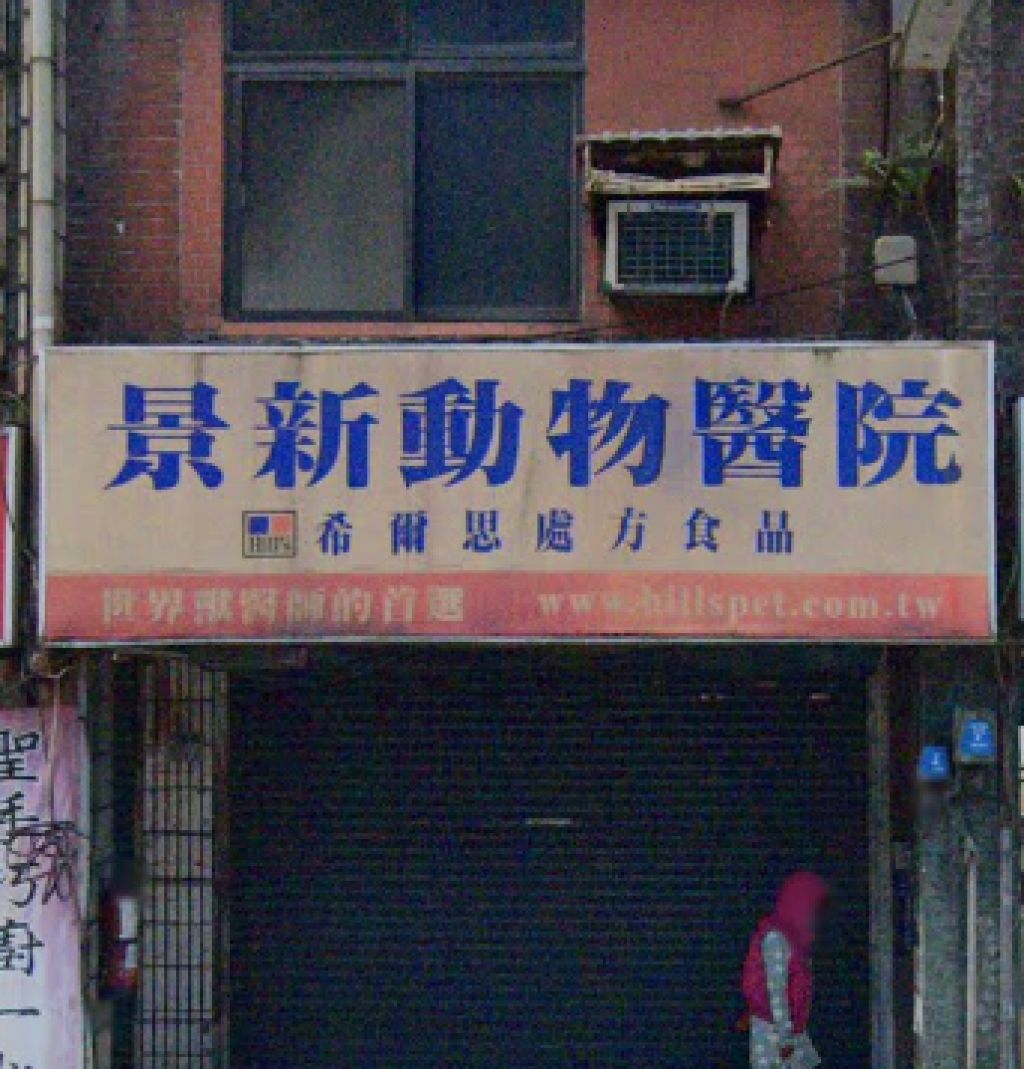 景新動物醫院
Hill's 希爾思處方食品
世界獸醫師的首選 www.hillspet.com.tw